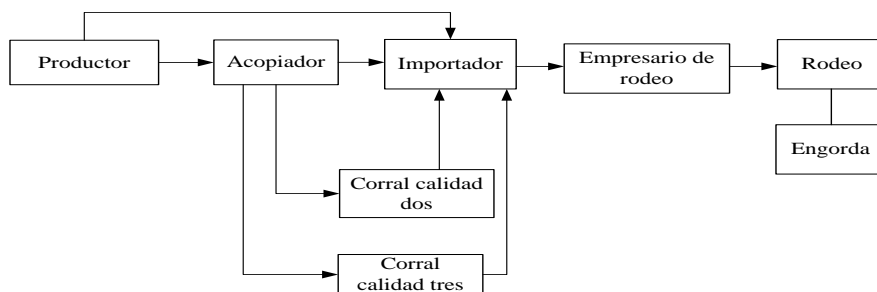 Productor
Acopiador
Importador
Empresario de
rodeo
Rodeo
Engorda
Corral calidad
dos
Corral
calidad tres